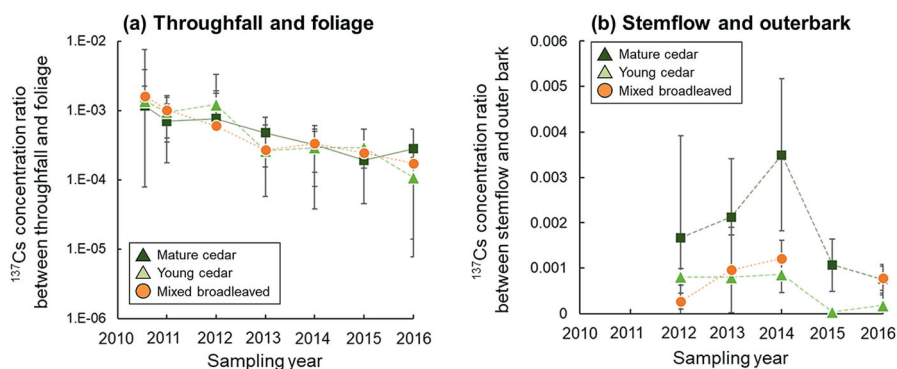 (a) Throughfall and foliage
137Cs concentration ratio
between throughfall and foliage
1.E-02
1.E-03
1.E-04
1.E-05
1.E-06
Mature cedar
Young cedar
Mixed broadleaved
2010 2011 2012 2013 2014 2015 2016
Sampling year
(b) Stemflow and outerbark
137Cs concentration ratio
between stemflow and outer bark
0.006
0.005
0.004
0.003
0.002
0.001
0
Mature cedar
Young cedar
Mixed broadleaved
2010 2011 2012 2013 2014 2015 2016
Sampling year